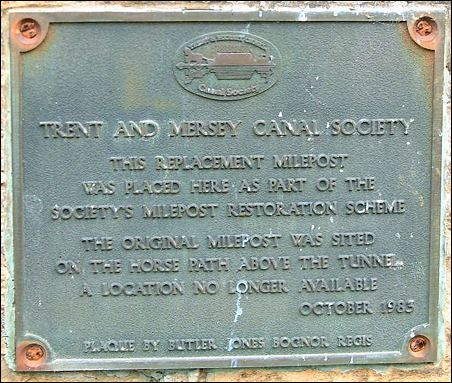 Canal Society
TRENT AND MERSEY CANAL SOCIETY
THIS REPLACEMENT MILEPOST
WAS PLACED HERE AS PART OF THE
SOCIETY'S MILEPOST RESTORATION SCHEME
THE ORIGINAL MILEPOST WAS SITED
ON THE HORSE PATH ABOVE THE TUNNEL
A LOCATION NO LONGER AVAILABLE
OCTOBER 1983
PLAQUE BY BUTLER JONES BOGNOR REGIS